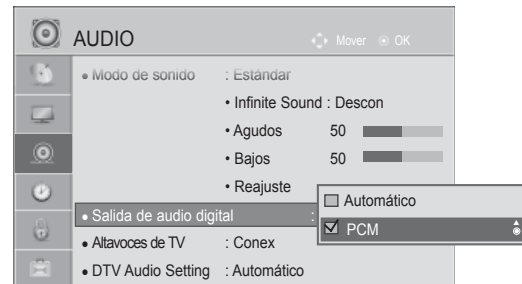 AUDIO Mover OK
• Modo de sonido : Estándar
• Infinite Sound : Descon
• Agudos 50
• Bajos 50
• Reajuste
• Salida de audio digital :
Automático
PCM
• Altavoces de TV : Conex
• DTV Audio Setting : Automático